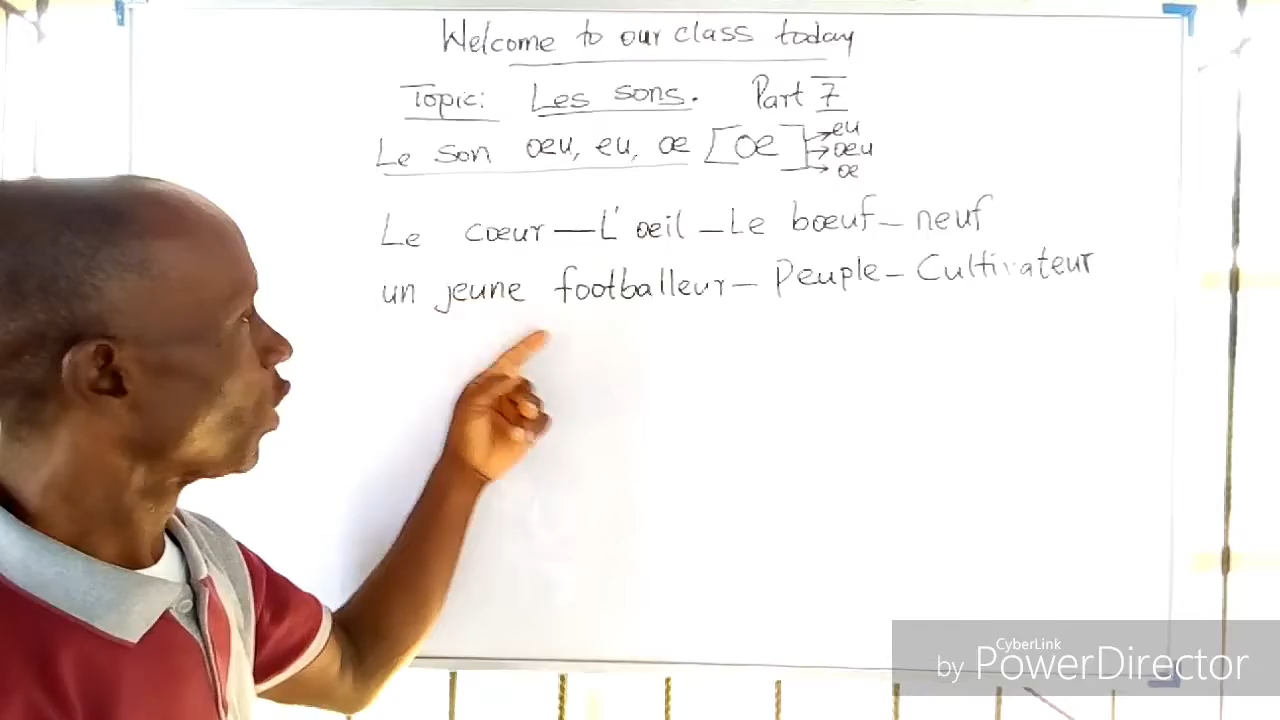 Welcome to our class today
Topic: Les sons. Part 7
Le son œu, eu, œ [œ] → eu
→ œu
→ œ
Le cœur — L'œil — Le bœuf — neuf
un jeune footballeur — Peuple — Cultivateur
CyberLink
by PowerDirector